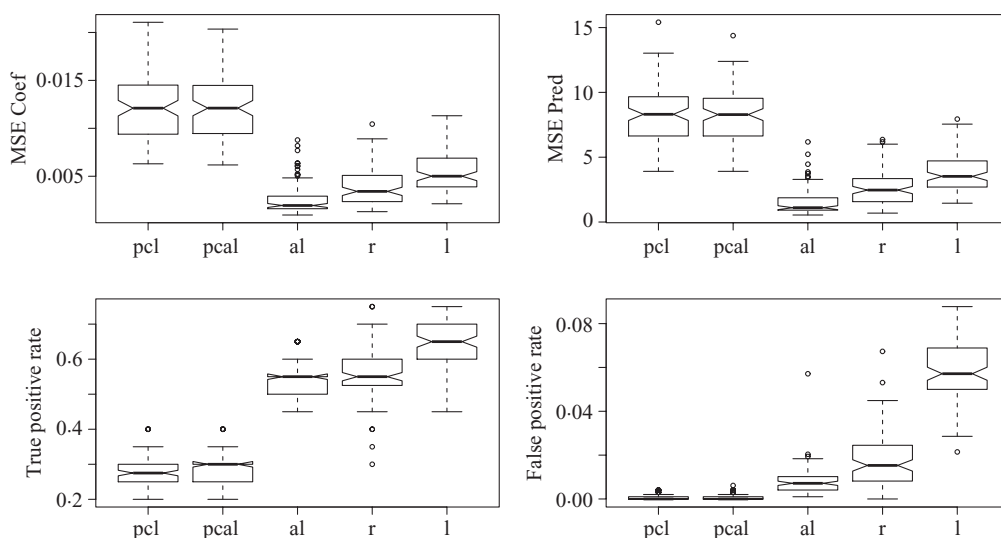 MSE Coef
0·015
0·005
pcl pcal al r l
MSE Pred
15
10
5
0
pcl pcal al r l
True positive rate
0·6
0·4
0·2
pcl pcal al r l
False positive rate
0·08
0·04
0·00
pcl pcal al r l